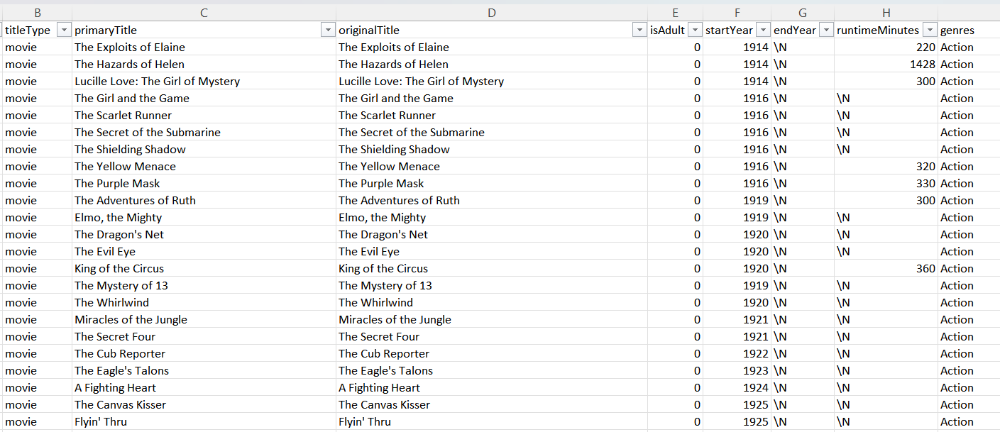 B C D E F G H
titleType primaryTitle originalTitle isAdult startYear endYear runtimeMinutes genres
movie The Exploits of Elaine The Exploits of Elaine 0 1914 \N 220 Action
movie The Hazards of Helen The Hazards of Helen 0 1914 \N 1428 Action
movie Lucille Love: The Girl of Mystery Lucille Love: The Girl of Mystery 0 1914 \N 300 Action
movie The Girl and the Game The Girl and the Game 0 1916 \N \N Action
movie The Scarlet Runner The Scarlet Runner 0 1916 \N \N Action
movie The Secret of the Submarine The Secret of the Submarine 0 1916 \N \N Action
movie The Shielding Shadow The Shielding Shadow 0 1916 \N \N Action
movie The Yellow Menace The Yellow Menace 0 1916 \N 320 Action
movie The Purple Mask The Purple Mask 0 1916 \N 330 Action
movie The Adventures of Ruth The Adventures of Ruth 0 1919 \N 300 Action
movie Elmo, the Mighty Elmo, the Mighty 0 1919 \N \N Action
movie The Dragon's Net The Dragon's Net 0 1920 \N \N Action
movie The Evil Eye The Evil Eye 0 1920 \N \N Action
movie King of the Circus King of the Circus 0 1920 \N 360 Action
movie The Mystery of 13 The Mystery of 13 0 1919 \N \N Action
movie The Whirlwind The Whirlwind 0 1920 \N \N Action
movie Miracles of the Jungle Miracles of the Jungle 0 1921 \N \N Action
movie The Secret Four The Secret Four 0 1921 \N \N Action
movie The Cub Reporter The Cub Reporter 0 1922 \N \N Action
movie The Eagle's Talons The Eagle's Talons 0 1923 \N \N Action
movie A Fighting Heart A Fighting Heart 0 1924 \N \N Action
movie The Canvas Kisser The Canvas Kisser 0 1925 \N \N Action
movie Flyin' Thru Flyin' Thru 0 1925 \N \N Action